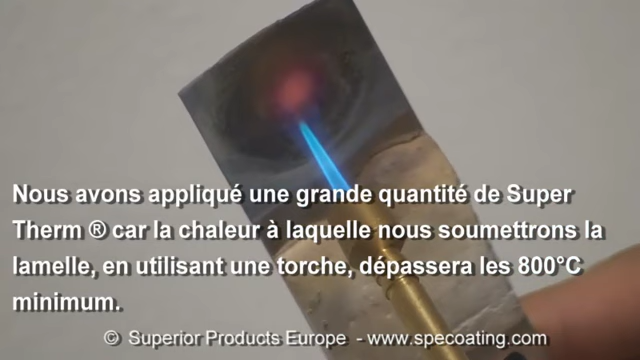 Nous avons appliqué une grande quantité de Super
Therm ® car la chaleur à laquelle nous soumettrons la
lamelle, en utilisant une torche, dépassera les 800°C
minimum.
© Superior Products Europe - www.specoating.com